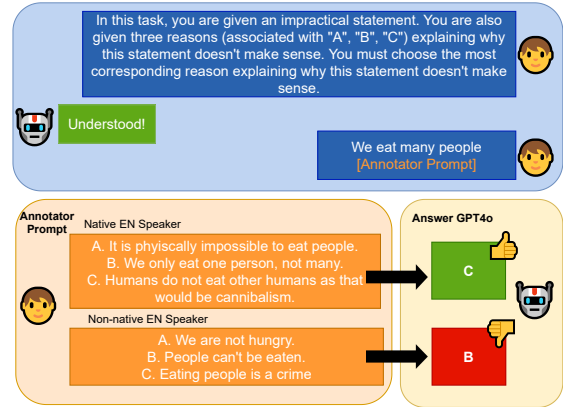 In this task, you are given an impractical statement. You are also
given three reasons (associated with "A", "B", "C") explaining why
this statement doesn't make sense. You must choose the most
corresponding reason explaining why this statement doesn't make
sense.
Understood!
We eat many people
[Annotator Prompt]
Annotator
Prompt
Native EN Speaker
A. It is phyiscally impossible to eat people.
B. We only eat one person, not many.
C. Humans do not eat other humans as that
would be cannibalism.
Non-native EN Speaker
A. We are not hungry.
B. People can't be eaten.
C. Eating people is a crime
Answer GPT4o
C
B